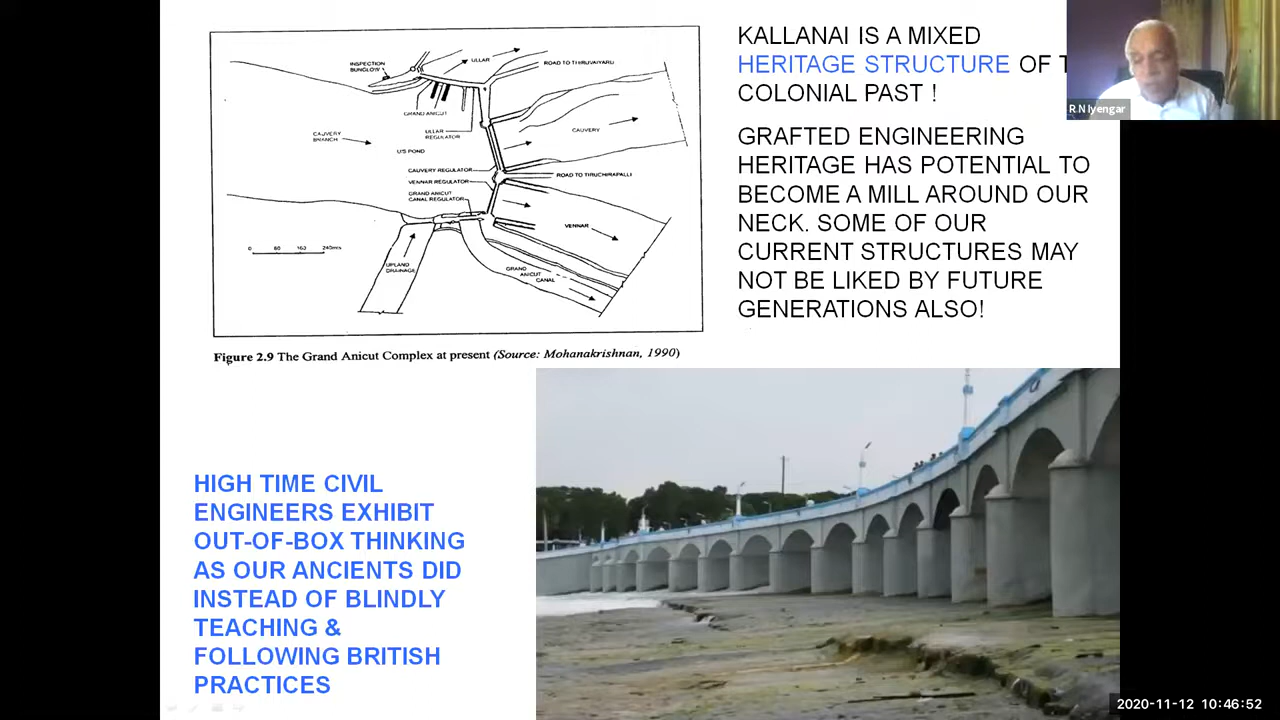 INSPECTION
BUNGLOW
ULLAR
ROAD TO THIRUVAIYARU
GRAND ANICUT
ULLAR
REGULATOR
CAUVERY
CAUVERY
BRANCH
U/S POND
CAUVERY REGULATOR
VENNAR REGULATOR
GRAND ANICUT
CANAL REGULATOR
ROAD TO TIRUCHIRAPALLI
VENNAR
0 80 160 240mts
UPLAND
DRAINAGE
GRAND
ANICUT
CANAL
Figure 2.9 The Grand Anicut Complex at present (Source: Mohanakrishnan, 1990)
KALLANAI IS A MIXED
HERITAGE STRUCTURE OF
COLONIAL PAST !
GRAFTED ENGINEERING
HERITAGE HAS POTENTIAL TO
BECOME A MILL AROUND OUR
NECK. SOME OF OUR
CURRENT STRUCTURES MAY
NOT BE LIKED BY FUTURE
GENERATIONS ALSO!
R N Iyengar
HIGH TIME CIVIL
ENGINEERS EXHIBIT
OUT-OF-BOX THINKING
AS OUR ANCIENTS DID
INSTEAD OF BLINDLY
TEACHING &
FOLLOWING BRITISH
PRACTICES
2020-11-12 10:46:52